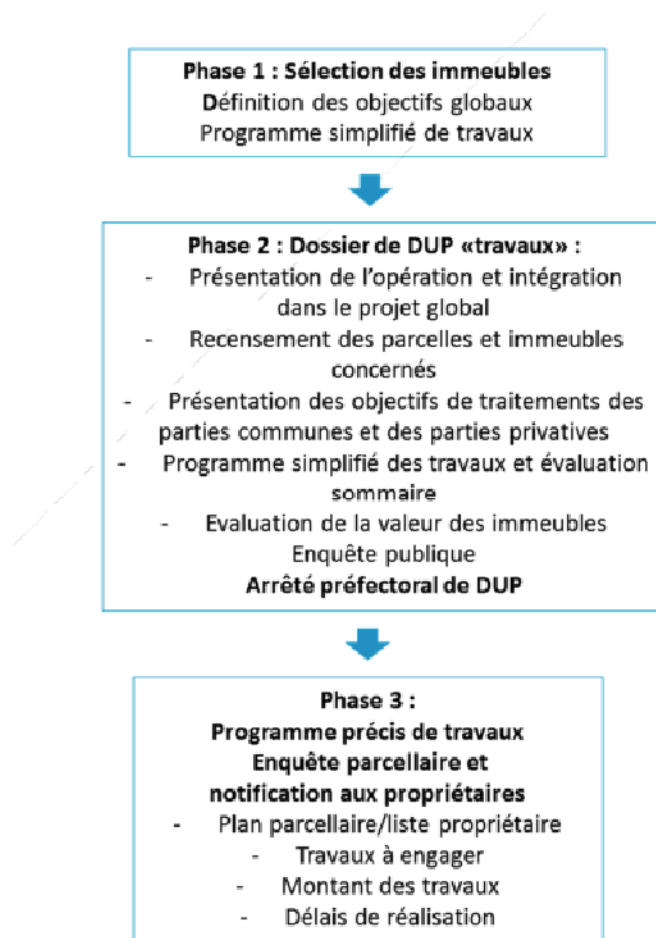 Phase 1 : Sélection des immeubles
Définition des objectifs globaux
Programme simplifié de travaux
Phase 2 : Dossier de DUP «travaux» :
- Présentation de l'opération et intégration
dans le projet global
- Recensement des parcelles et immeubles
concernés
- Présentation des objectifs de traitements des
parties communes et des parties privatives
- Programme simplifié des travaux et évaluation
sommaire
- Evaluation de la valeur des immeubles
Enquête publique
Arrêté préfectoral de DUP
Phase 3 :
Programme précis de travaux
Enquête parcellaire et
notification aux propriétaires
- Plan parcellaire/liste propriétaire
- Travaux à engager
- Montant des travaux
- Délais de réalisation